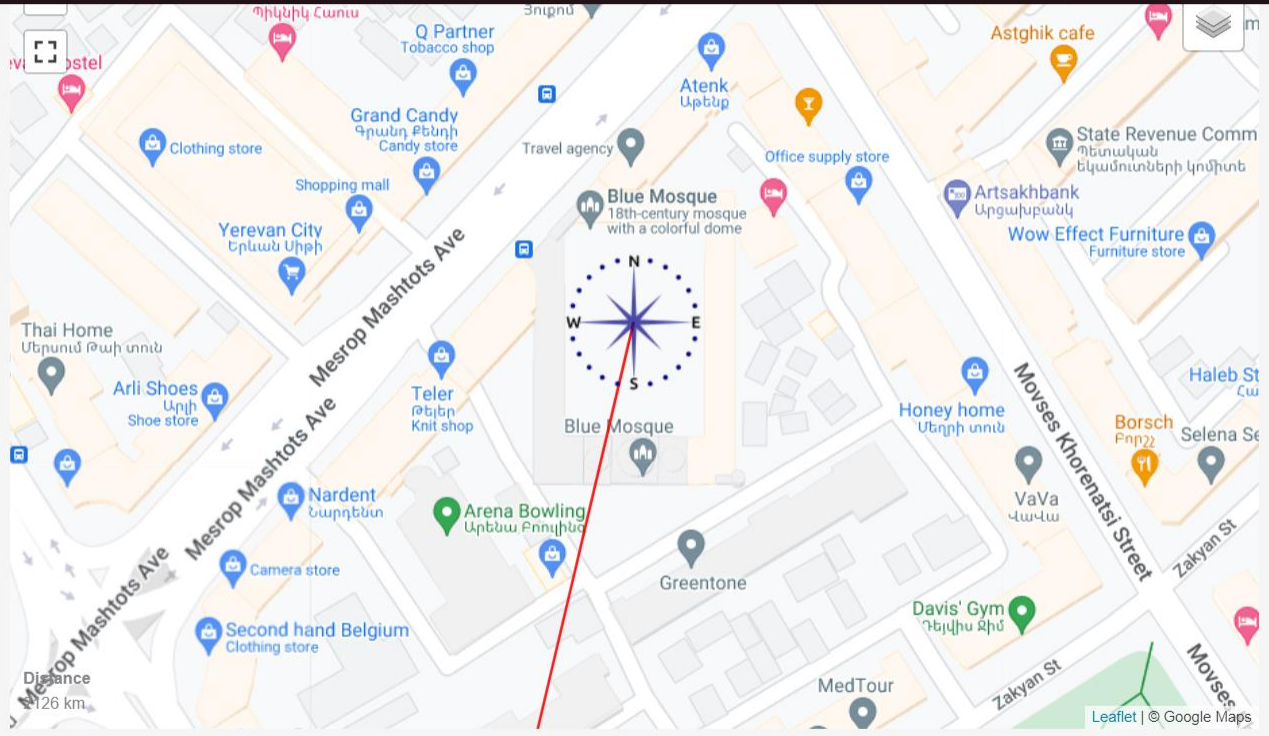 Պիկնիկ Հաուս
Q Partner
Tobacco shop
Astghik cafe
Atenk
Աթենք
Grand Candy
Գրանդ Քենդի
Candy store
Clothing store
Travel agency
Office supply store
State Revenue Comm
Պետական
եկամուտների կոմիտե
Shopping mall
Blue Mosque
18th-century mosque
with a colorful dome
Artsakhbank
Արցախբանկ
Yerevan City
Երևան Սիթի
Wow Effect Furniture
Furniture store
Mesrop Mashtots Ave
N
W
E
S
Thai Home
Մերսում Թաի տուն
Arli Shoes
Արլի
Shoe store
Teler
Թելեր
Knit shop
Honey home
Մեղրի տուն
Haleb St
Movses Khorenatsi Street
Mesrop Mashtots Ave
Blue Mosque
Borsch
Բորշչ
Selena Se
Nardent
Նարդենտ
Arena Bowling
Արենա Բոուլինգ
VaVa
ՎաՎա
Zakyan St
Camera store
Greentone
Mesrop Mashtots Ave
Davis' Gym
Դեյվիս Ջիմ
Second hand Belgium
Clothing store
Zakyan St
Movses
MedTour
Distance
2126 km
Leaflet | © Google Maps